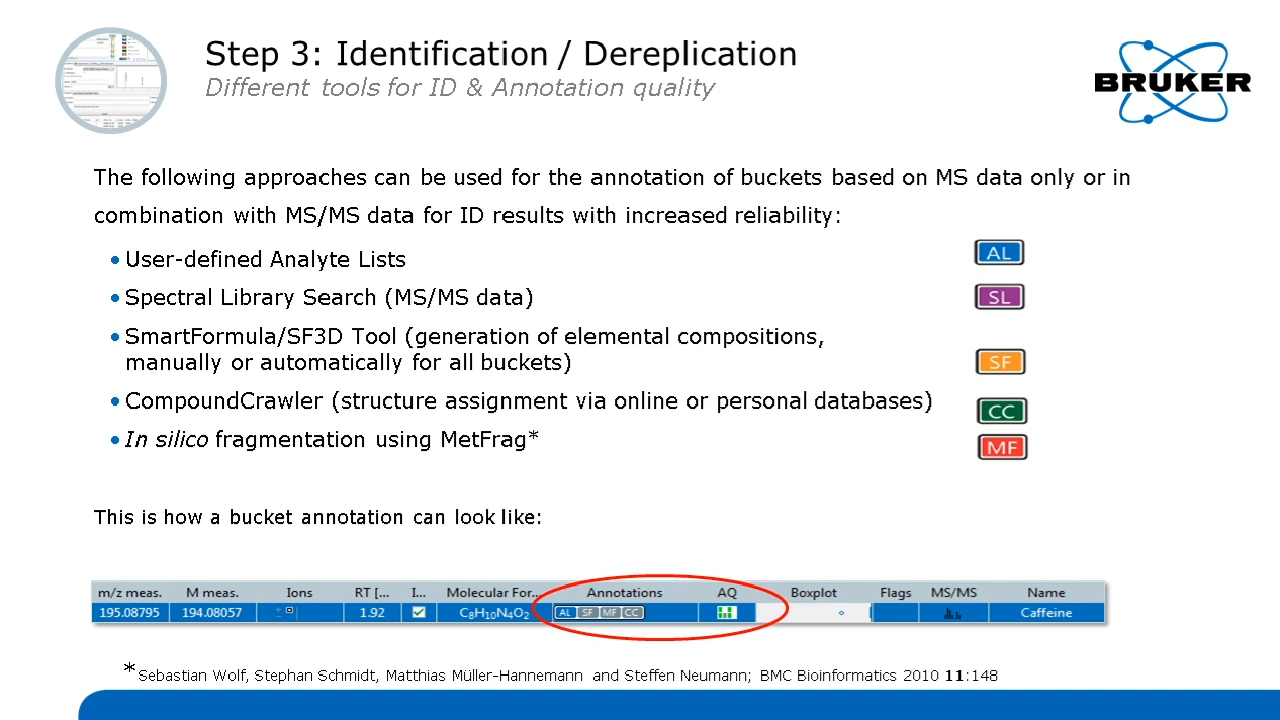 Step 3: Identification / Dereplication
Different tools for ID & Annotation quality
BRUKER
The following approaches can be used for the annotation of buckets based on MS data only or in
combination with MS/MS data for ID results with increased reliability:
• User-defined Analyte Lists
AL
• Spectral Library Search (MS/MS data)
SL
• SmartFormula/SF3D Tool (generation of elemental compositions,
manually or automatically for all buckets)
SF
• CompoundCrawler (structure assignment via online or personal databases)
CC
• In silico fragmentation using MetFrag*
MF
This is how a bucket annotation can look like:
m/z meas. M meas. Ions RT [... I... Molecular For... Annotations AQ Boxplot Flags MS/MS Name
195.08795 194.08057 1.92 C₈H₁₀N₄O₂ AL SF MF CC Caffeine
* Sebastian Wolf, Stephan Schmidt, Matthias Müller-Hannemann and Steffen Neumann; BMC Bioinformatics 2010 11:148